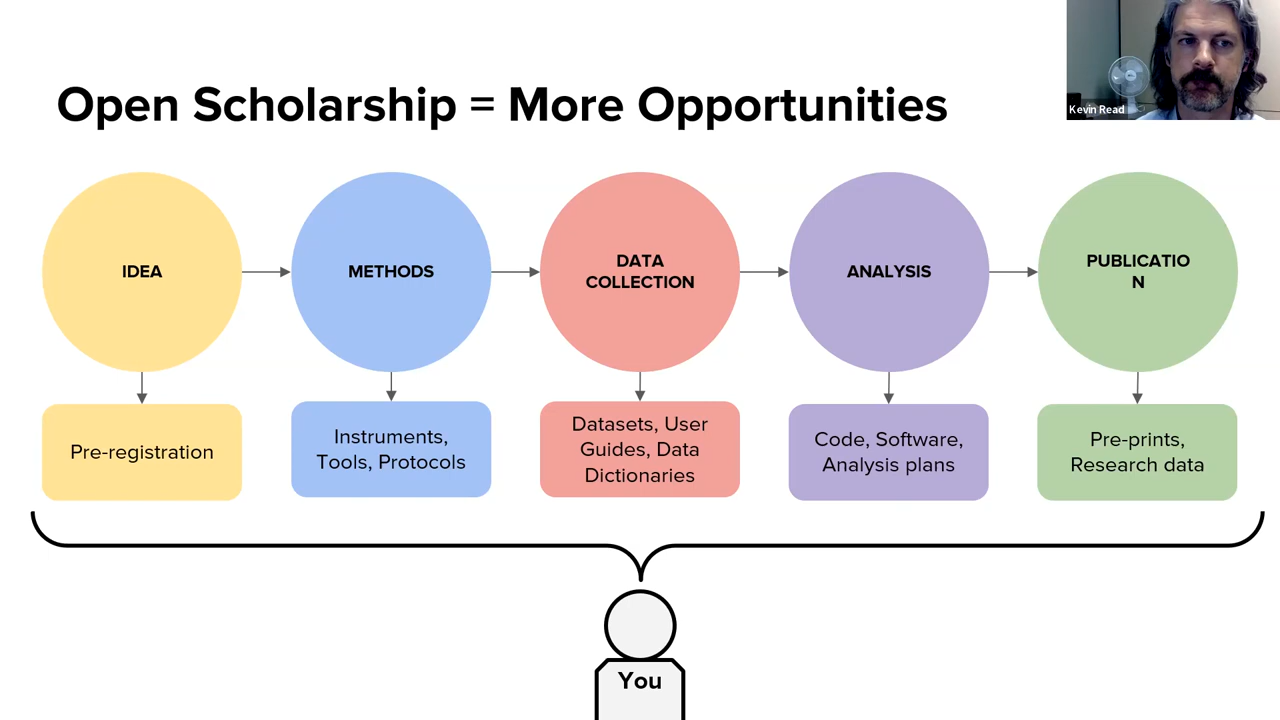 Open Scholarship = More Opportunities
Kevin Read
IDEA
METHODS
DATA
COLLECTION
ANALYSIS
PUBLICATIO
N
Pre-registration
Instruments,
Tools, Protocols
Datasets, User
Guides, Data
Dictionaries
Code, Software,
Analysis plans
Pre-prints,
Research data
You